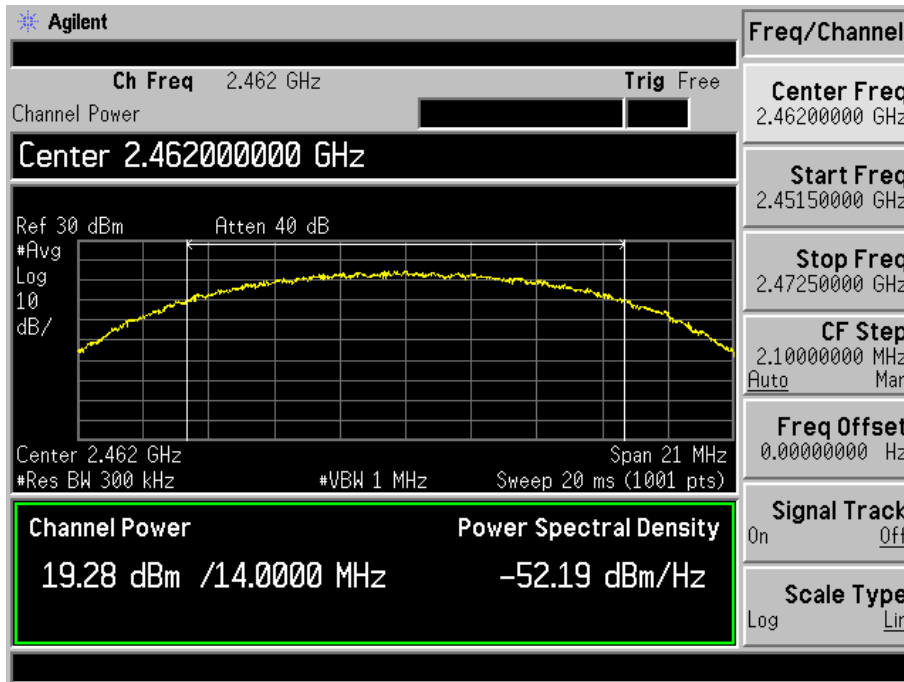 Agilent
Freq/Channel
Ch Freq 2.462 GHz Trig Free
Channel Power
Center 2.462000000 GHz
Ref 30 dBm Atten 40 dB
#Avg
Log
10
dB/
Center 2.462 GHz Span 21 MHz
#Res BW 300 kHz #VBW 1 MHz Sweep 20 ms (1001 pts)
Channel Power Power Spectral Density
19.28 dBm /14.0000 MHz -52.19 dBm/Hz
Center Freq
2.46200000 GHz
Start Freq
2.45150000 GHz
Stop Freq
2.47250000 GHz
CF Step
2.10000000 MHz
Auto Man
Freq Offset
0.00000000 Hz
Signal Track
On Off
Scale Type
Log Lin